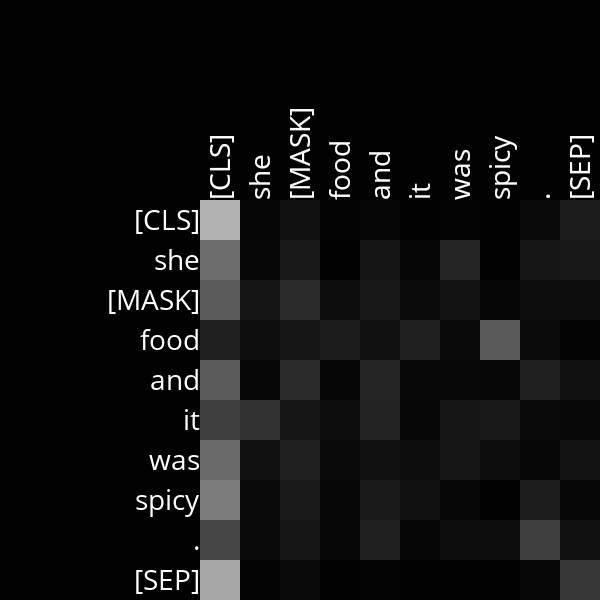 [CLS] she [MASK] food and it was spicy . [SEP]
[CLS]
she
[MASK]
food
and
it
was
spicy
.
[SEP]